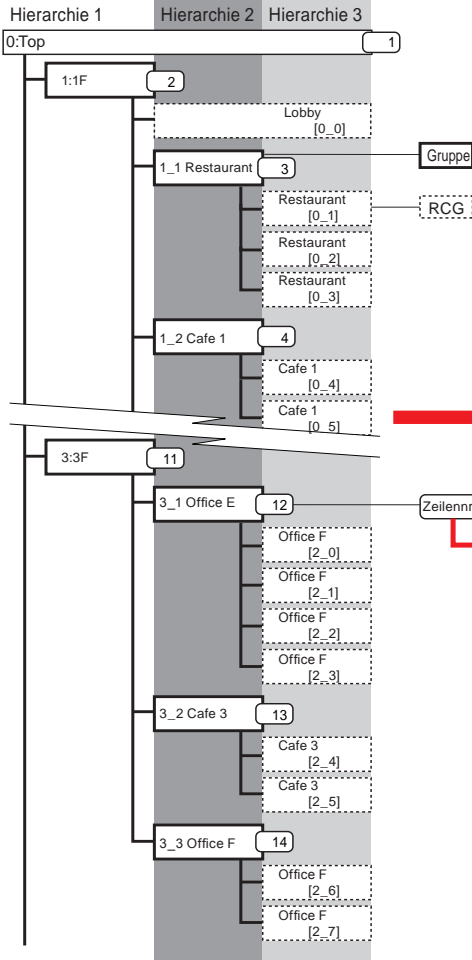 Hierarchie 1 Hierarchie 2 Hierarchie 3
0:Top 1
1:1F 2
Lobby
[0_0]
1_1 Restaurant 3 Gruppe
Restaurant
[0_1] RCG
Restaurant
[0_2]
Restaurant
[0_3]
1_2 Cafe 1 4
Cafe 1
[0_4]
Cafe 1
[0_5]
3:3F 11
3_1 Office E 12 Zeilennr
Office F
[2_0]
Office F
[2_1]
Office F
[2_2]
Office F
[2_3]
3_2 Cafe 3 13
Cafe 3
[2_4]
Cafe 3
[2_5]
3_3 Office F 14
Office F
[2_6]
Office F
[2_7]